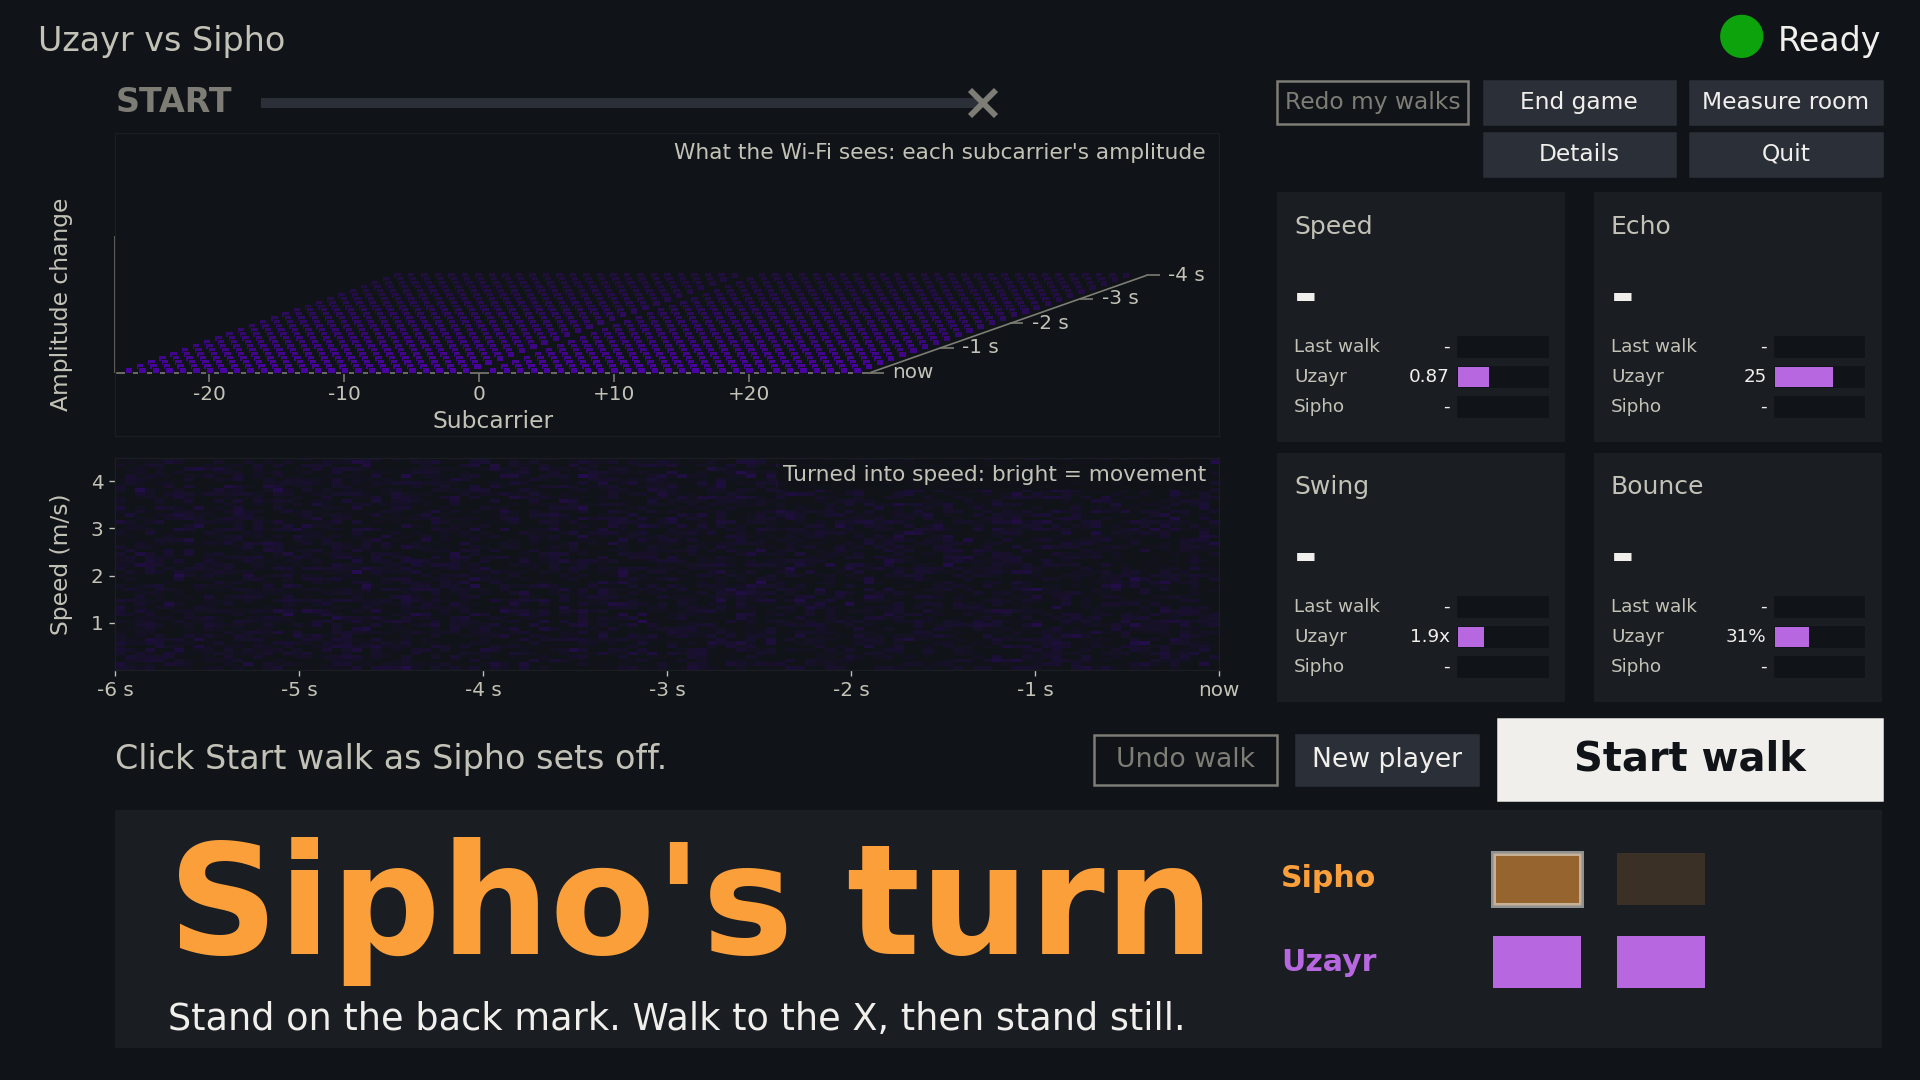 Uzayr vs Sipho
Ready
START
Redo my walks
End game
Measure room
Details
Quit
What the Wi-Fi sees: each subcarrier's amplitude
Amplitude change
-4 s
-3 s
-2 s
-1 s
now
-20
-10
0
+10
+20
Subcarrier
Turned into speed: bright = movement
Speed (m/s)
4
3
2
1
-6 s
-5 s
-4 s
-3 s
-2 s
-1 s
now
Speed
-
Last walk -
Uzayr 0.87
Sipho -
Echo
-
Last walk -
Uzayr 25
Sipho -
Swing
-
Last walk -
Uzayr 1.9x
Sipho -
Bounce
-
Last walk -
Uzayr 31%
Sipho -
Click Start walk as Sipho sets off.
Undo walk
New player
Start walk
Sipho's turn
Stand on the back mark. Walk to the X, then stand still.
Sipho
Uzayr